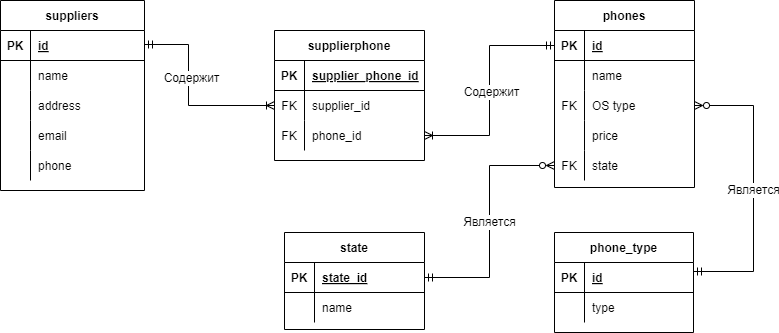 suppliers
PK id
name
address
email
phone
Содержит
supplierphone
PK supplier_phone_id
FK supplier_id
FK phone_id
Содержит
phones
PK id
name
FK OS type
price
FK state
Является
Является
state
PK state_id
name
phone_type
PK id
type